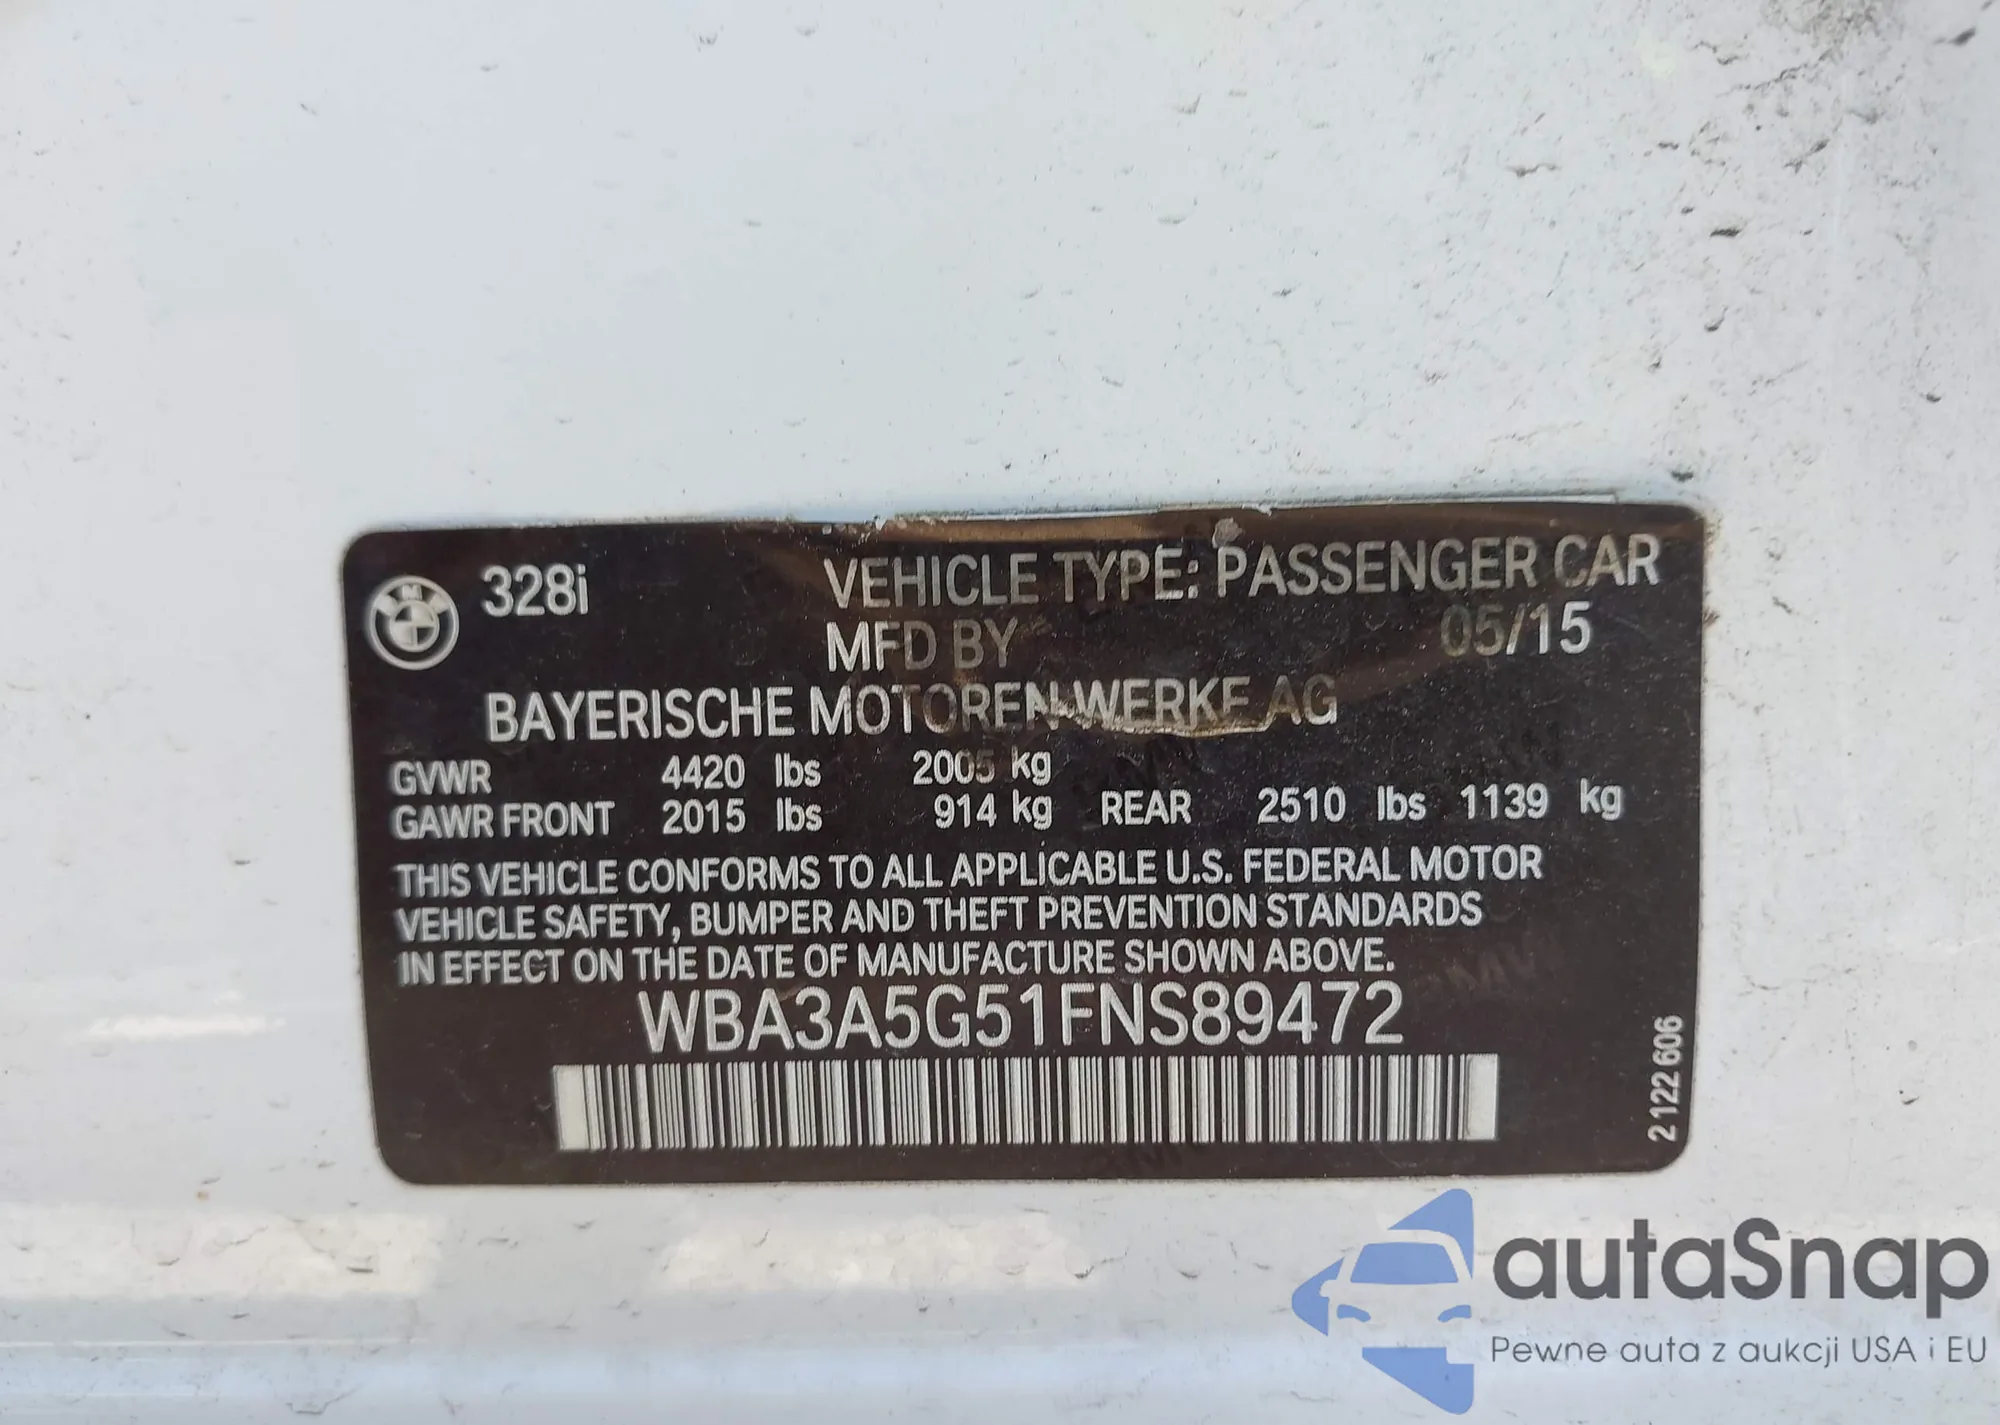 328i VEHICLE TYPE: PASSENGER CAR
MFD BY 05/15
BAYERISCHE MOTOREN WERKE AG
GVWR 4420 lbs 2005 kg
GAWR FRONT 2015 lbs 914 kg REAR 2510 lbs 1139 kg
THIS VEHICLE CONFORMS TO ALL APPLICABLE U.S. FEDERAL MOTOR
VEHICLE SAFETY, BUMPER AND THEFT PREVENTION STANDARDS
IN EFFECT ON THE DATE OF MANUFACTURE SHOWN ABOVE.
WBA3A5G51FNS89472
2 122 606
autaSnap
Pewne auta z aukcji USA i EU